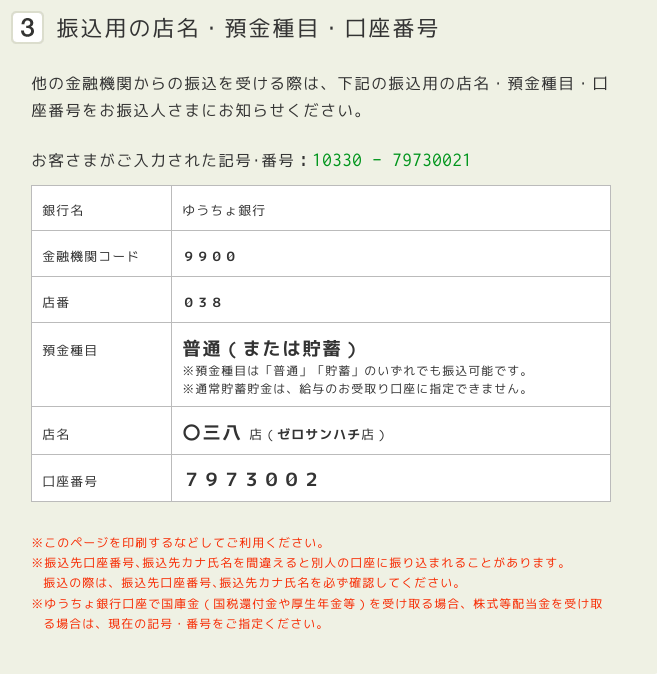 3 振込用の店名・預金種目・口座番号
他の金融機関からの振込を受ける際は、下記の振込用の店名・預金種目・口
座番号をお振込人さまにお知らせください。
お客さまがご入力された記号･番号：10330 － 79730021
銀行名 ゆうちょ銀行
金融機関コード ９９００
店番 ０３８
預金種目 普通（または貯蓄）
※預金種目は「普通」「貯蓄」のいずれでも振込可能です。
※通常貯蓄貯金は、給与のお受取り口座に指定できません。
店名 〇三八 店（ゼロサンハチ店）
口座番号 ７９７３００２
※このページを印刷するなどしてご利用ください。
※振込先口座番号､振込先カナ氏名を間違えると別人の口座に振り込まれることがあります。
振込の際は、振込先口座番号､振込先カナ氏名を必ず確認してください。
※ゆうちょ銀行口座で国庫金（国税還付金や厚生年金等）を受け取る場合、株式等配当金を受け取
る場合は、現在の記号・番号をご指定ください。